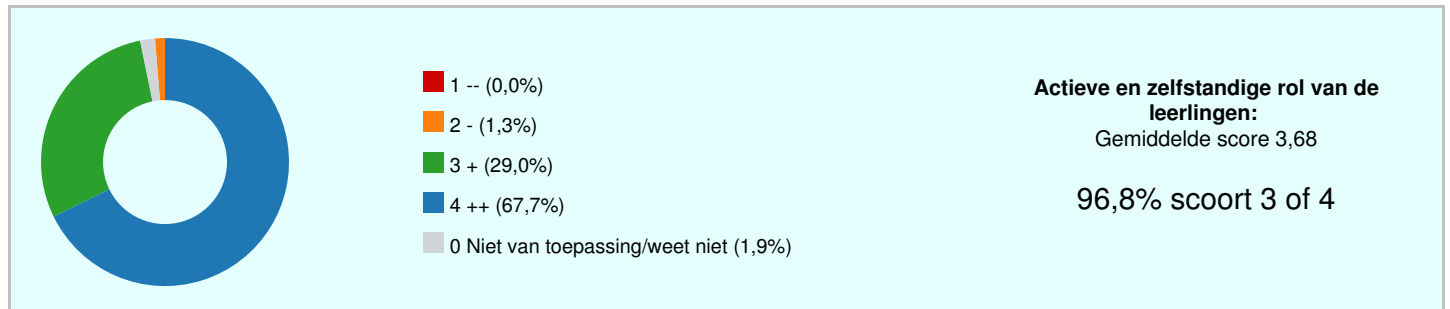 1 -- (0,0%)
2 - (1,3%)
3 + (29,0%)
4 ++ (67,7%)
0 Niet van toepassing/weet niet (1,9%)
Actieve en zelfstandige rol van de
leerlingen:
Gemiddelde score 3,68
96,8% scoort 3 of 4